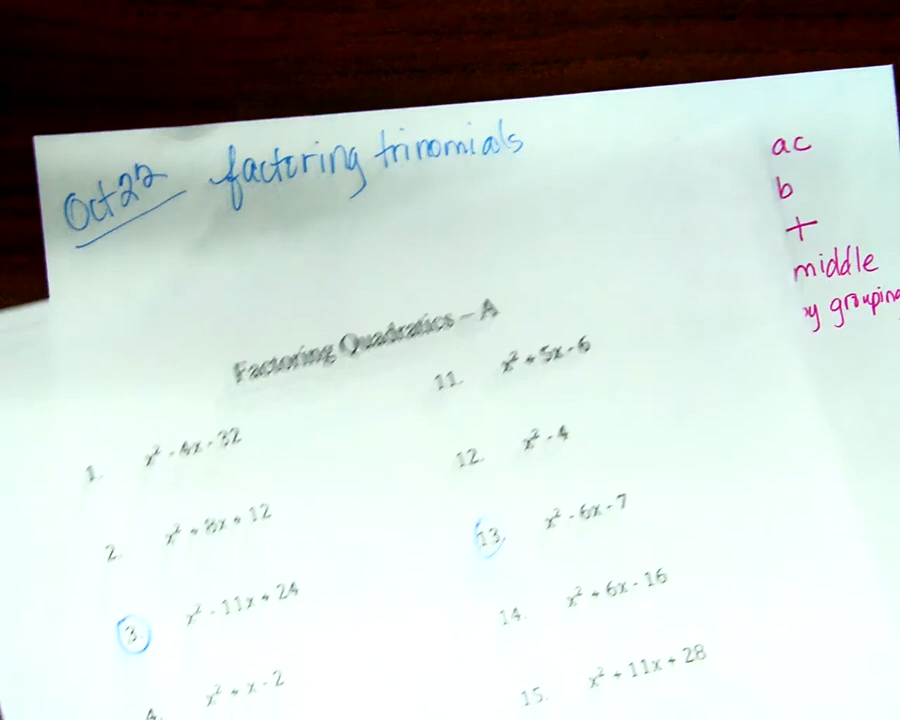 Oct 22 factoring trinomials
ac
b
+
middle
by grouping
Factoring Quadratics – A
1. x² - 4x - 32
2. x² + 8x + 12
3. x² - 11x + 24
4. x² + x - 2
11. x² + 5x - 6
12. x² - 4
13. x² - 6x - 7
14. x² + 6x - 16
15. x² + 11x + 28